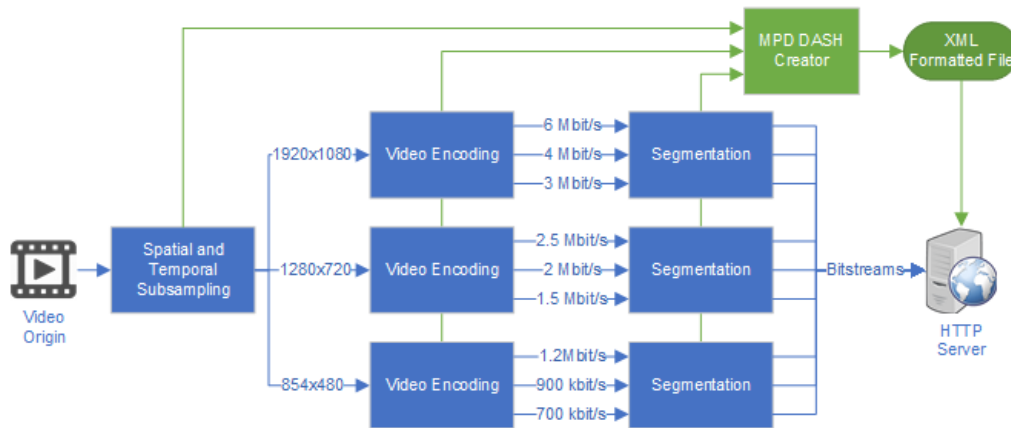 MPD DASH
Creator
XML
Formatted File
1920x1080
Video Encoding
6 Mbit/s
4 Mbit/s
3 Mbit/s
Segmentation
Video
Origin
Spatial and
Temporal
Subsampling
1280x720
Video Encoding
2.5 Mbit/s
2 Mbit/s
1.5 Mbit/s
Segmentation
Bitstreams
HTTP
Server
854x480
Video Encoding
1.2Mbit/s
900 kbit/s
700 kbit/s
Segmentation